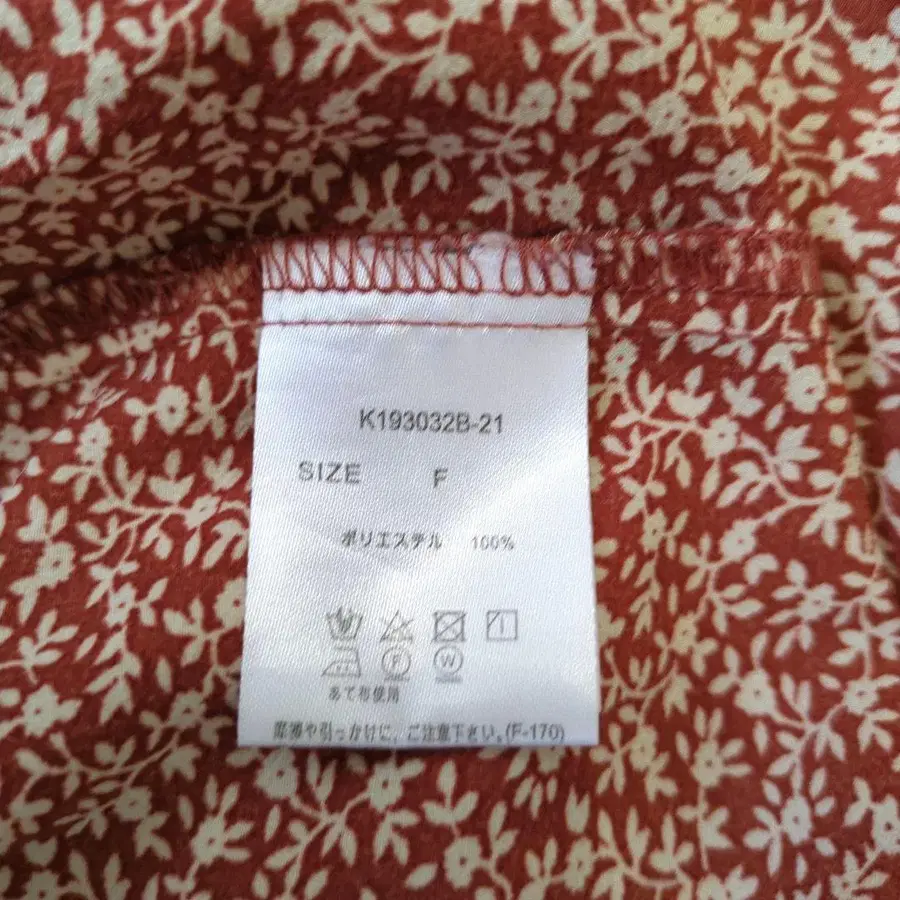 K193032B-21
SIZE F
ポリエステル 100%
F W
あて布使用
摩擦や引っかけに、ご注意下さい。(F-170)